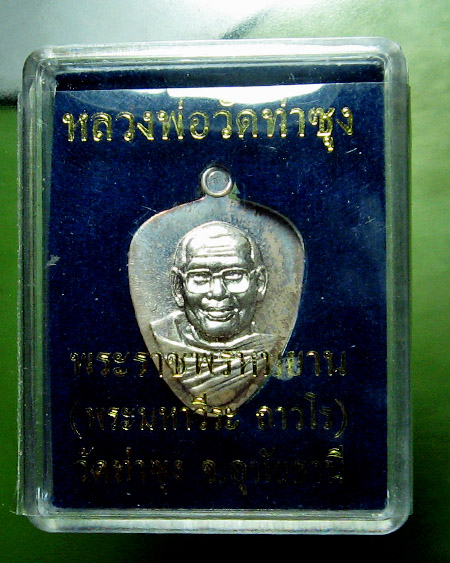 หลวงพ่อวัดท่าซุง
พระราชพรหมยาน
(พระมหาวีระ ถาวโร)
วัดท่าซุง จ.อุทัยธานี